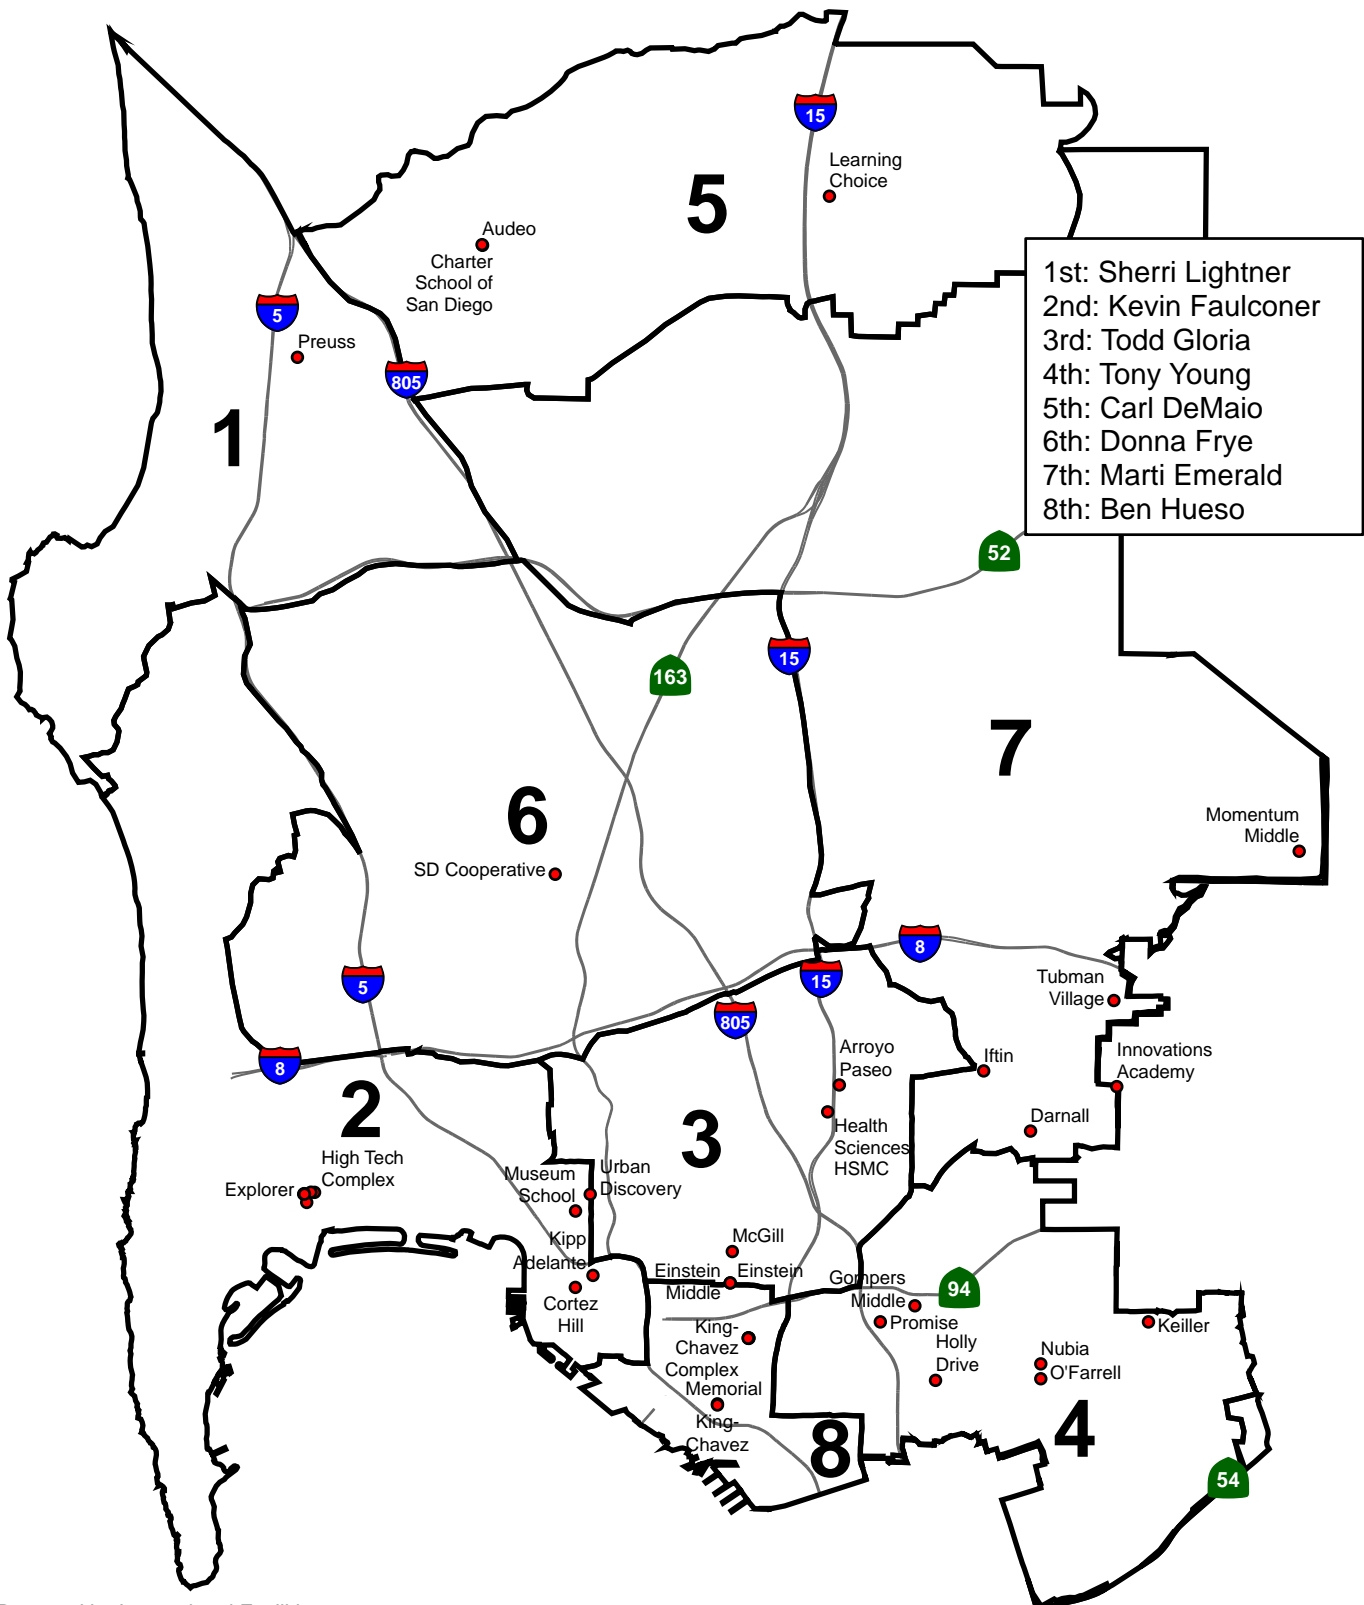 15
Learning
Choice
5
Audeo
Charter
School of
San Diego
1st: Sherri Lightner
2nd: Kevin Faulconer
3rd: Todd Gloria
4th: Tony Young
5th: Carl DeMaio
6th: Donna Frye
7th: Marti Emerald
8th: Ben Hueso
5
Preuss
805
1
52
15
163
7
6
Momentum
Middle
SD Cooperative
8
5
15
Tubman
Village
805
8
Arroyo
Paseo
Iftin
Innovations
Academy
2
3
Health
Sciences
HSMC
Darnall
High Tech
Complex
Explorer
Museum
School
Urban
Discovery
Kipp
Adelante
McGill
Einstein
Middle
Einstein
Gompers
Middle
94
Cortez
Hill
Promise
Keiller
King-
Chavez
Complex
Holly
Drive
Nubia
O'Farrell
Memorial
King-
Chavez
8
4
54